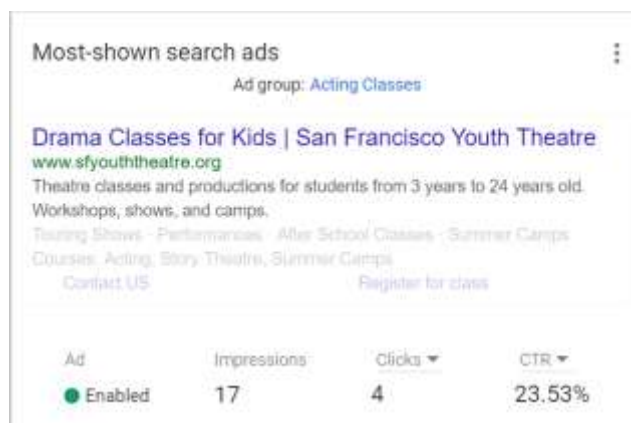 Most-shown search ads
Ad group: Acting Classes
Drama Classes for Kids | San Francisco Youth Theatre
www.sfyouththeatre.org
Theatre classes and productions for students from 3 years to 24 years old.
Workshops, shows, and camps.
Touring Shows · Performances · After School Classes · Summer Camps
Courses: Acting, Story Theatre, Summer Camps
Contact US Register for class
Ad Impressions Clicks CTR
Enabled 17 4 23.53%